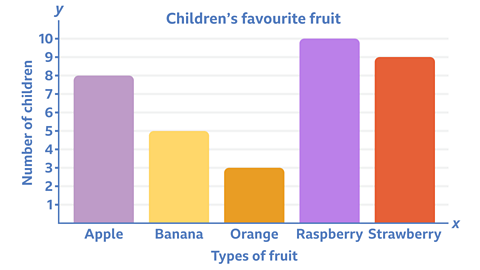 y
Children's favourite fruit
Number of children
10
9
8
7
6
5
4
3
2
1
x
Apple Banana Orange Raspberry Strawberry
Types of fruit